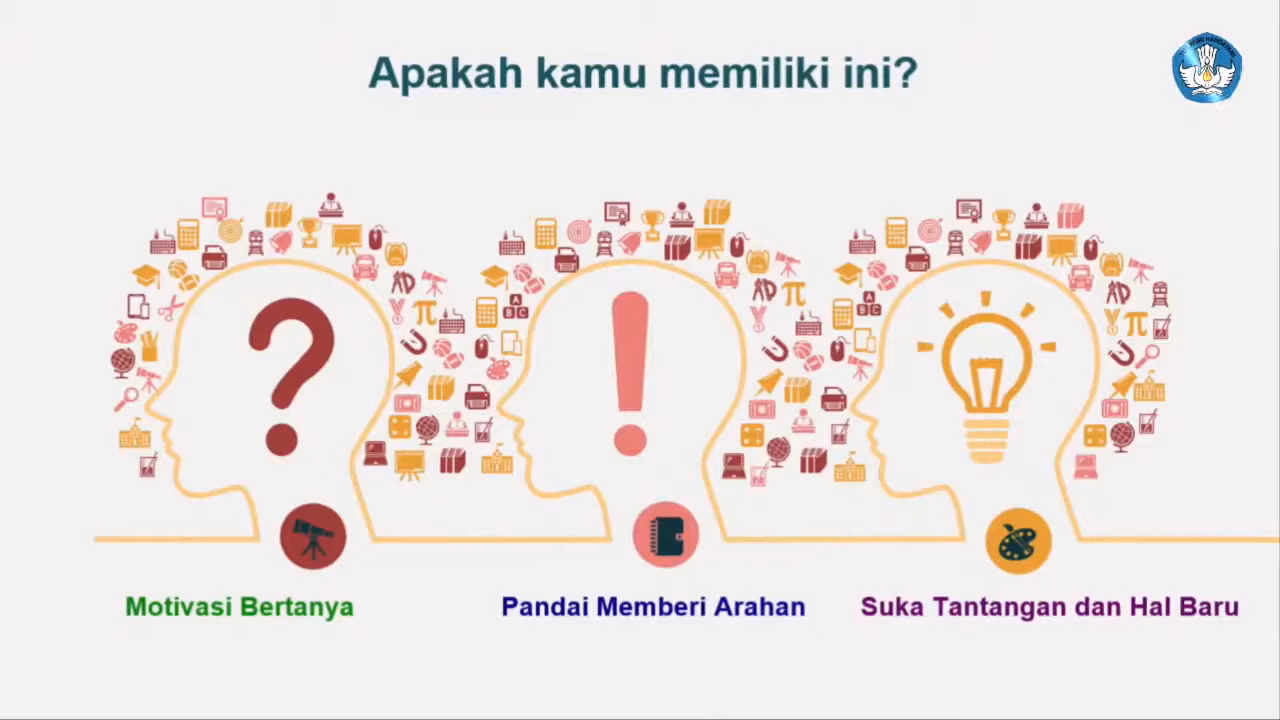 Apakah kamu memiliki ini?
Motivasi Bertanya
Pandai Memberi Arahan
Suka Tantangan dan Hal Baru